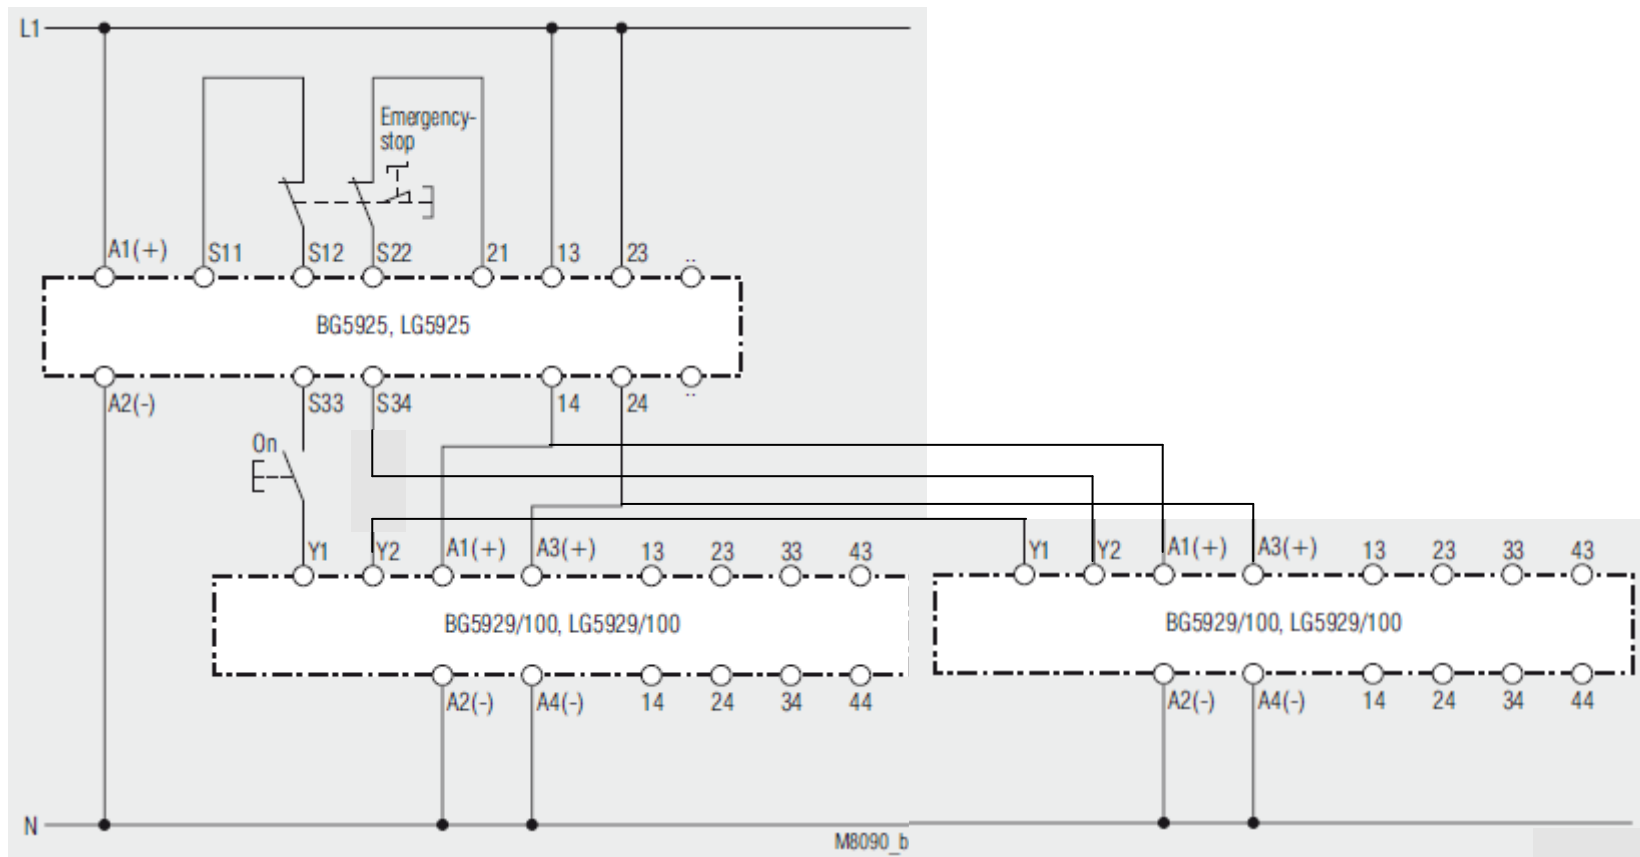 L1
Emergency-
stop
A1(+) S11 S12 S22 21 13 23 ..
BG5925, LG5925
A2(-) S33 S34 14 24 ..
On
Y1 Y2 A1(+) A3(+) 13 23 33 43 Y1 Y2 A1(+) A3(+) 13 23 33 43
BG5929/100, LG5929/100 BG5929/100, LG5929/100
A2(-) A4(-) 14 24 34 44 A2(-) A4(-) 14 24 34 44
N
M8090_b